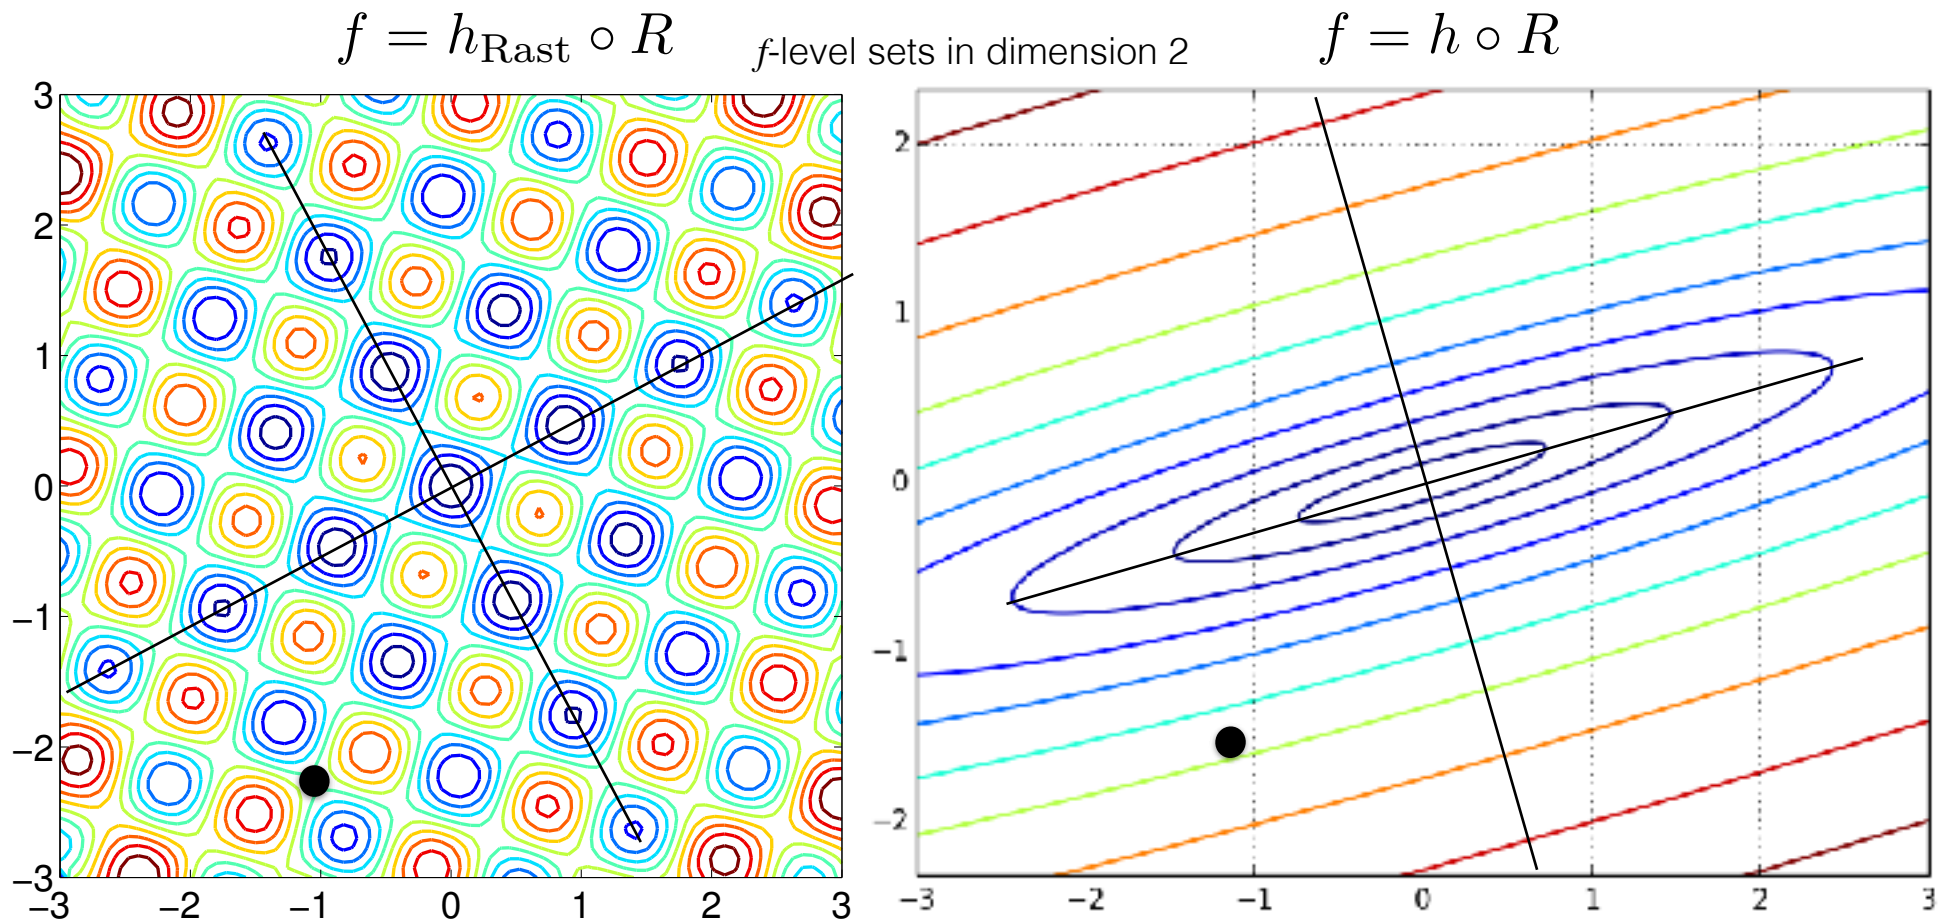 f = h_Rast ∘ R
f-level sets in dimension 2
f = h ∘ R
3
2
1
0
−1
−2
−3
−3 −2 −1 0 1 2 3
2
1
0
−1
−2
−3 −2 −1 0 1 2 3